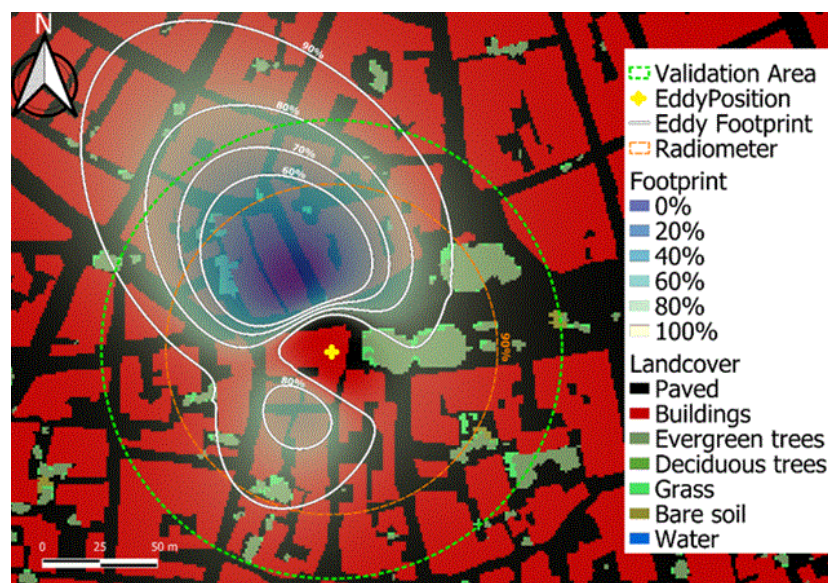 N
90%
80%
70%
60%
90%
80%
0 25 50 m
Validation Area
EddyPosition
Eddy Footprint
Radiometer
Footprint
0%
20%
40%
60%
80%
100%
Landcover
Paved
Buildings
Evergreen trees
Deciduous trees
Grass
Bare soil
Water